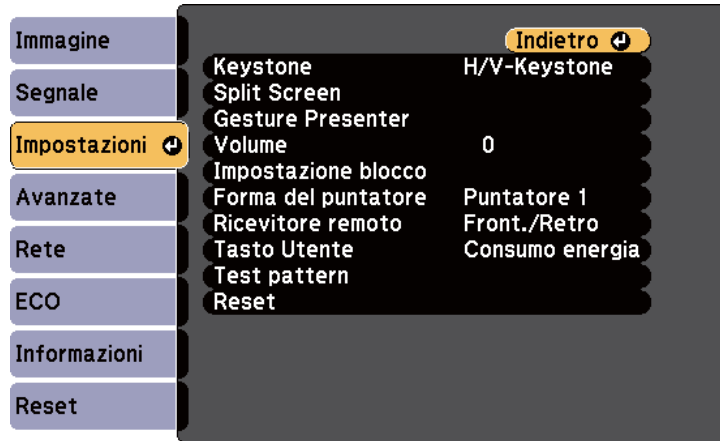 Immagine
Segnale
Impostazioni
Avanzate
Rete
ECO
Informazioni
Reset
Indietro
Keystone H/V-Keystone
Split Screen
Gesture Presenter
Volume 0
Impostazione blocco
Forma del puntatore Puntatore 1
Ricevitore remoto Front./Retro
Tasto Utente Consumo energia
Test pattern
Reset